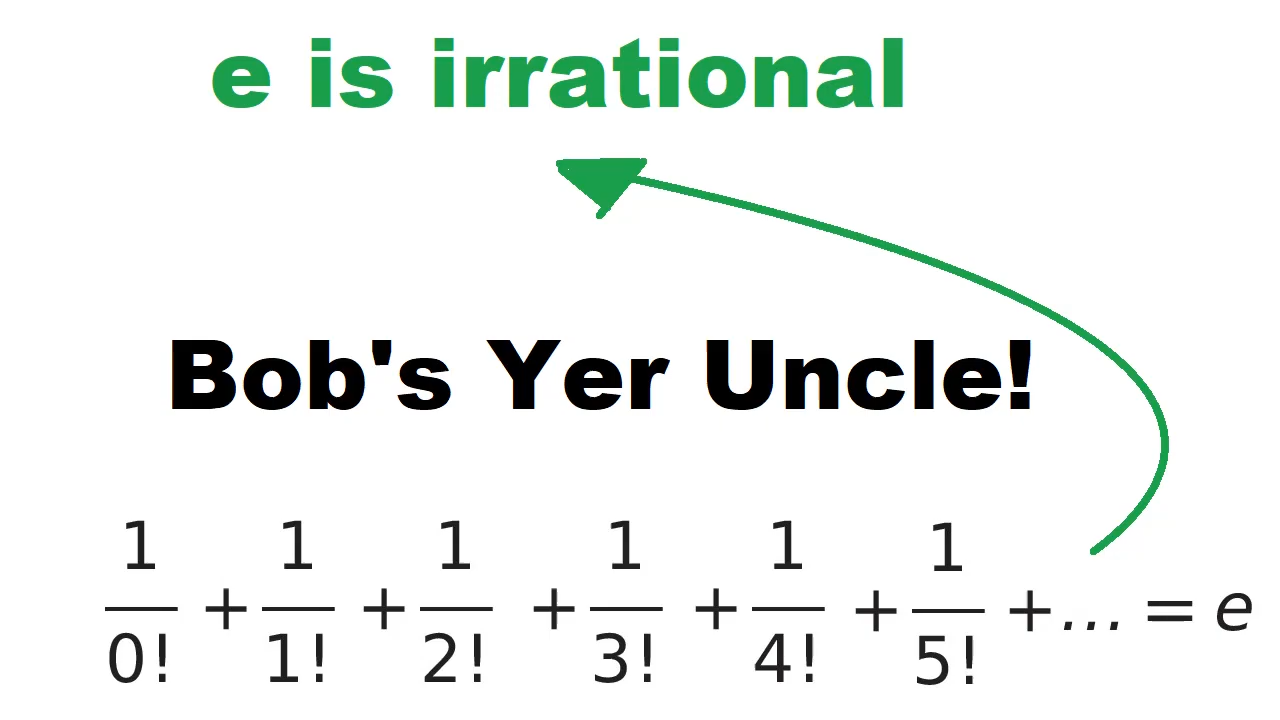 e is irrational
Bob's Yer Uncle!
1/0! + 1/1! + 1/2! + 1/3! + 1/4! + 1/5! +... = e